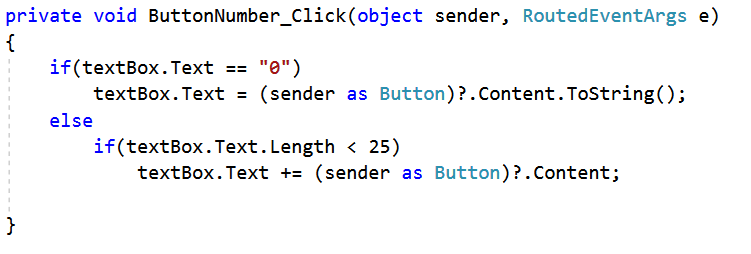 private void ButtonNumber_Click(object sender, RoutedEventArgs e)
{
    if(textBox.Text == "0")
        textBox.Text = (sender as Button)?.Content.ToString();
    else
        if(textBox.Text.Length < 25)
            textBox.Text += (sender as Button)?.Content;
}